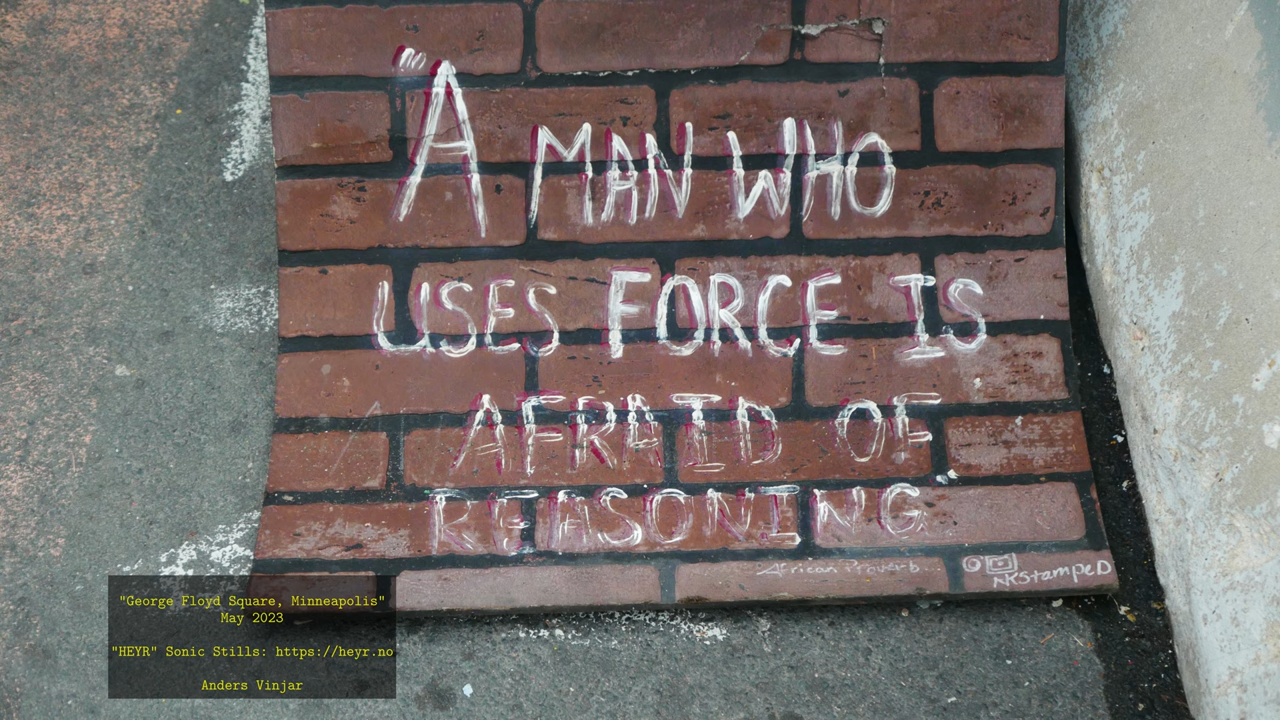 "A MAN WHO
USES FORCE IS
AFRAID OF
REASONING
African Proverb...
NKstampeD
"George Floyd Square, Minneapolis"
May 2023
"HEYR" Sonic Stills: https://heyr.no
Anders Vinjar